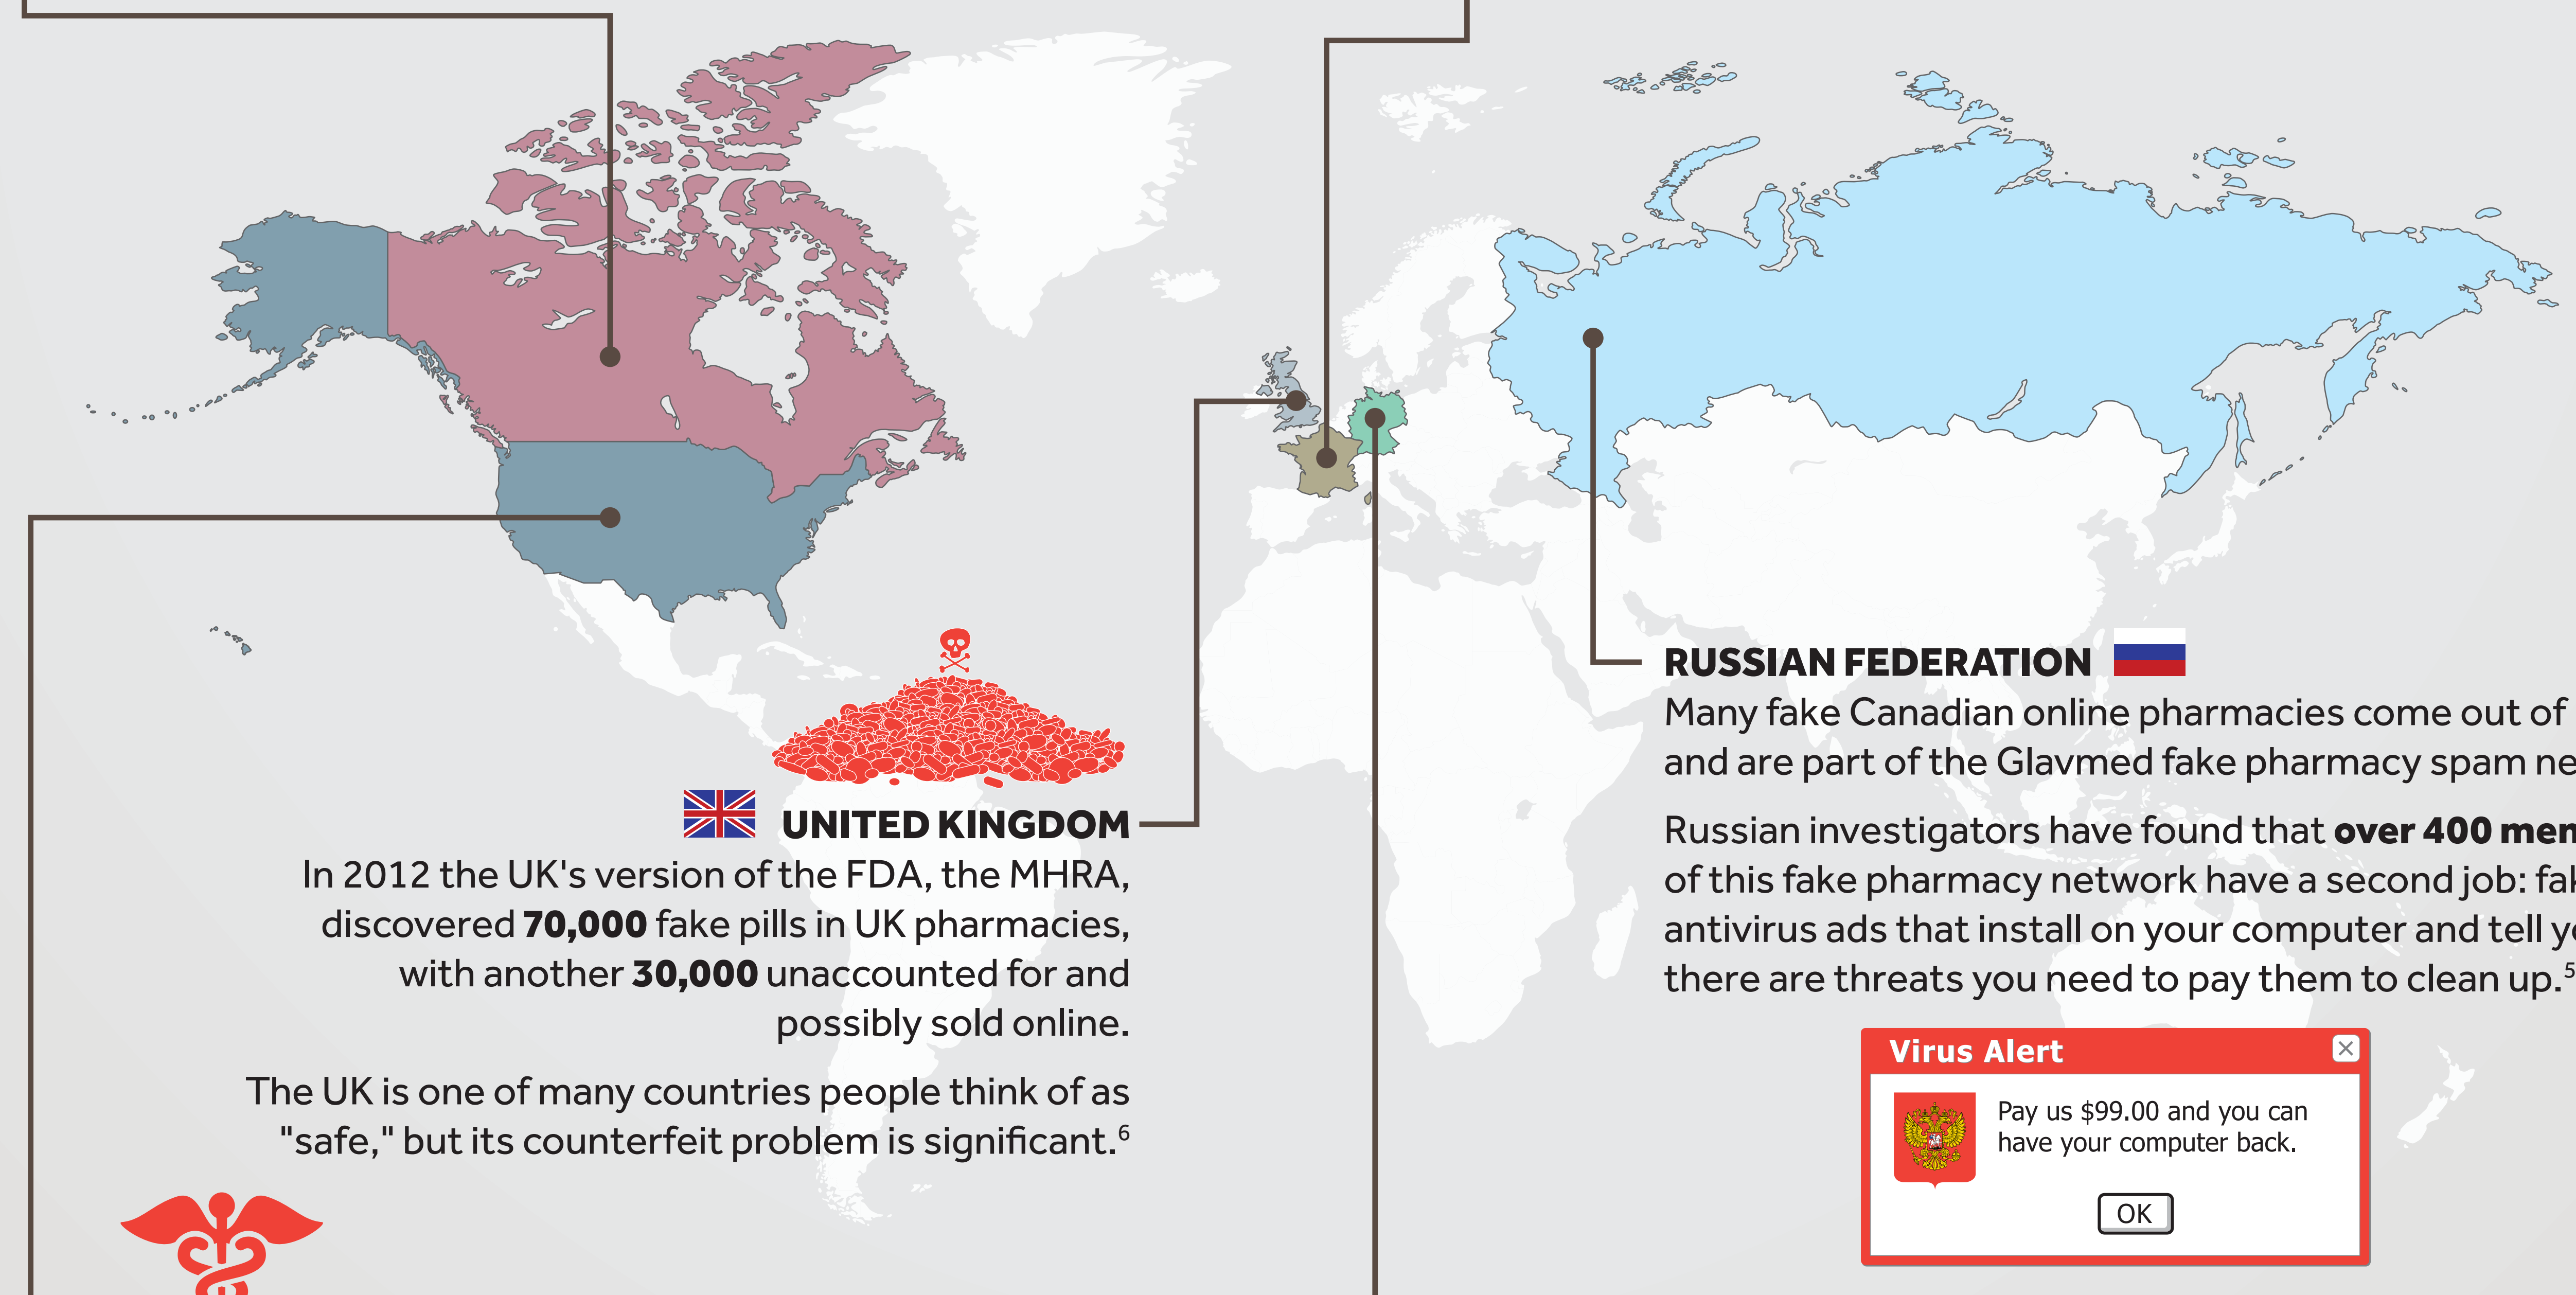 RUSSIAN FEDERATION
Many fake Canadian online pharmacies come out of
and are part of the Glavmed fake pharmacy spam
Russian investigators have found that over 400
of this fake pharmacy network have a second job:
antivirus ads that install on your computer and tell
there are threats you need to pay them to clean up.5
UNITED KINGDOM
In 2012 the UK's version of the FDA, the MHRA,
discovered 70,000 fake pills in UK pharmacies,
with another 30,000 unaccounted for and
possibly sold online.
The UK is one of many countries people think of as
"safe," but its counterfeit problem is significant.6
Virus Alert
Pay us $99.00 and you can
have your computer back.
OK